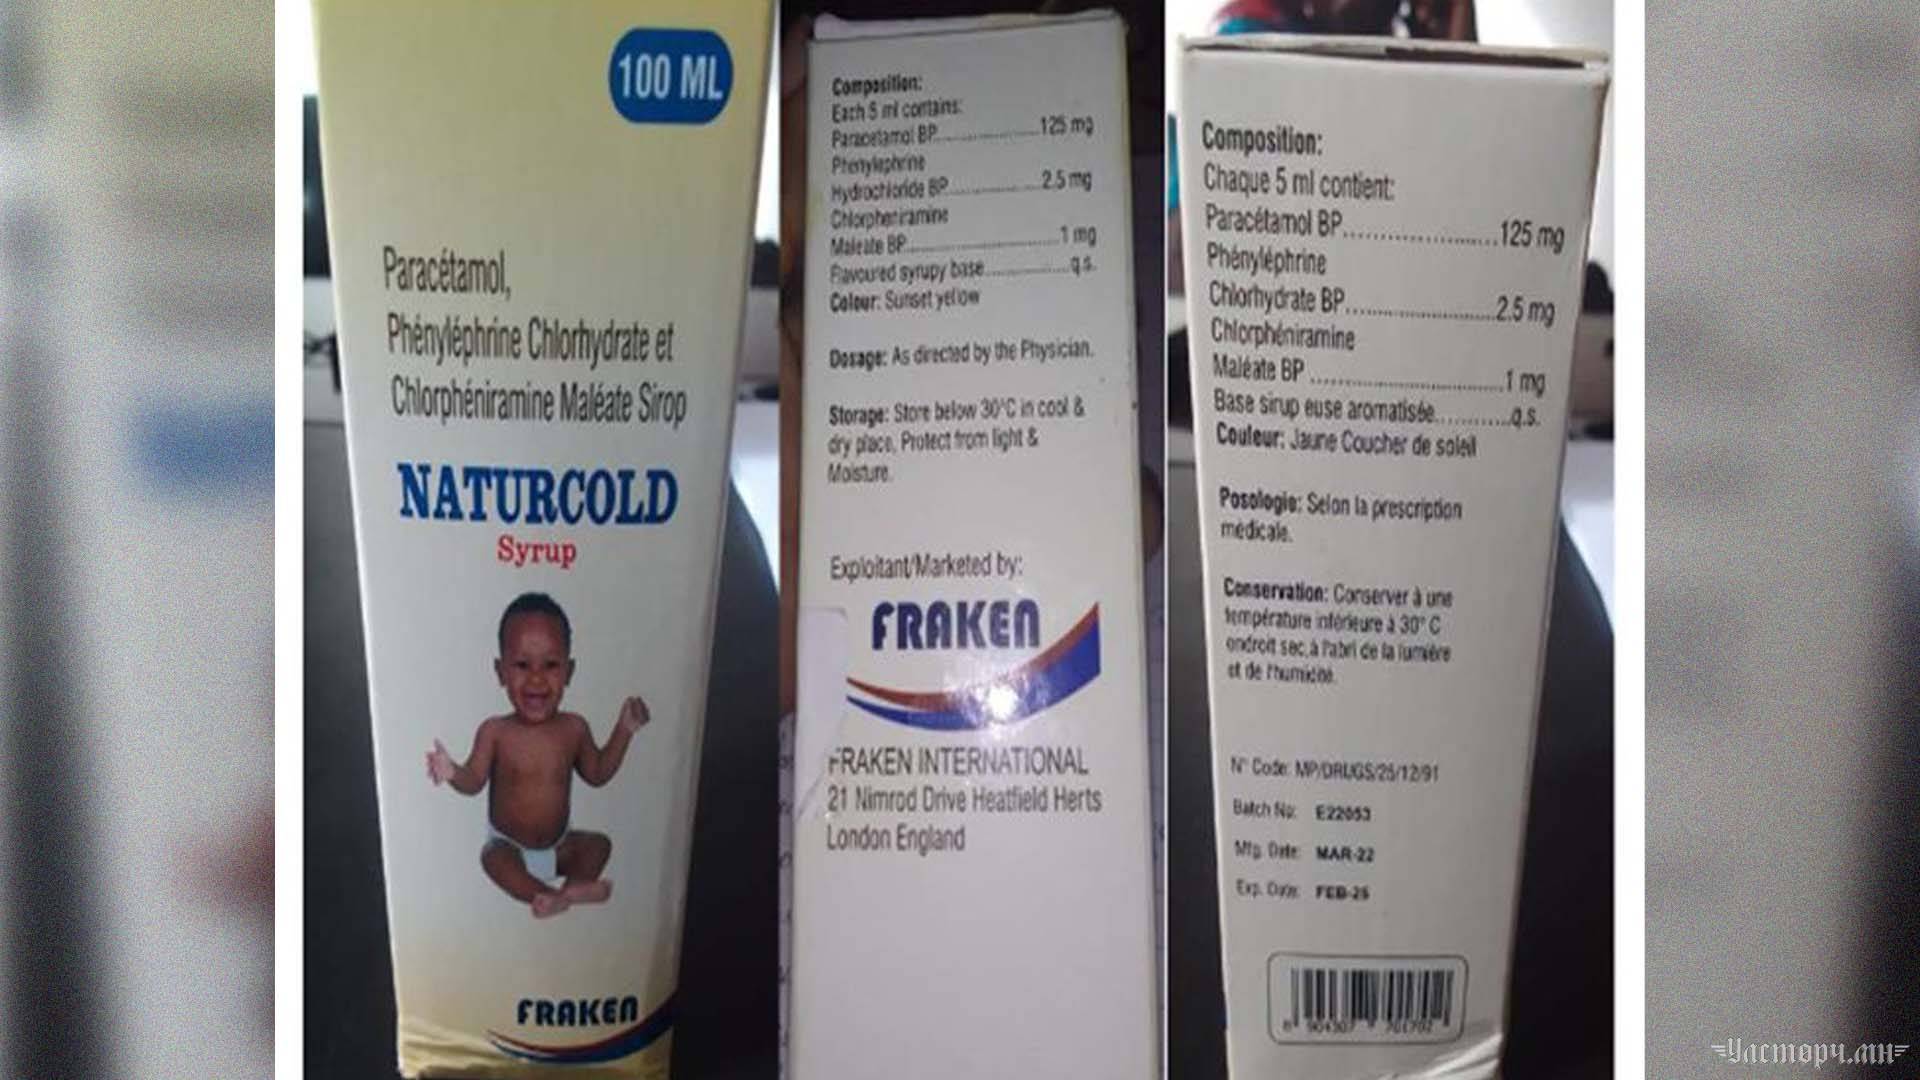 100 ML
Paracétamol,
Phényléphrine Chlorhydrate et
Chlorphéniramine Maléate Sirop
NATURCOLD
Syrup
FRAKEN
Composition:
Each 5 ml contains:
Paracetamol BP....................125 mg
Phenylephrine
Hydrochloride BP..................2.5 mg
Chlorpheniramine
Maleate BP..............................1 mg
Flavoured syrupy base................q.s.
Colour: Sunset yellow
Dosage: As directed by the Physician.
Storage: Store below 30°C in cool &
dry place, Protect from light &
Moisture.
Exploitant/Marketed by:
FRAKEN
FRAKEN INTERNATIONAL
21 Nimrod Drive Heatfield Herts
London England
Composition:
Chaque 5 ml contient:
Paracétamol BP........................125 mg
Phényléphrine
Chlorhydrate BP........................2.5 mg
Chlorphéniramine
Maléate BP ................................1 mg
Base sirup euse aromatisée............q.s.
Couleur: Jaune Coucher de soleil
Posologie: Selon la prescription
médicale.
Conservation: Conserver à une
température inférieure à 30° C
ondroit sec,à l'abri de la lumière
et de l'humidité.
N° Code: MP/DRUGS/25/12/91
Batch No: E22053
Mfg. Date: MAR-22
Exp. Date: FEB-25
Үлсторч.мн